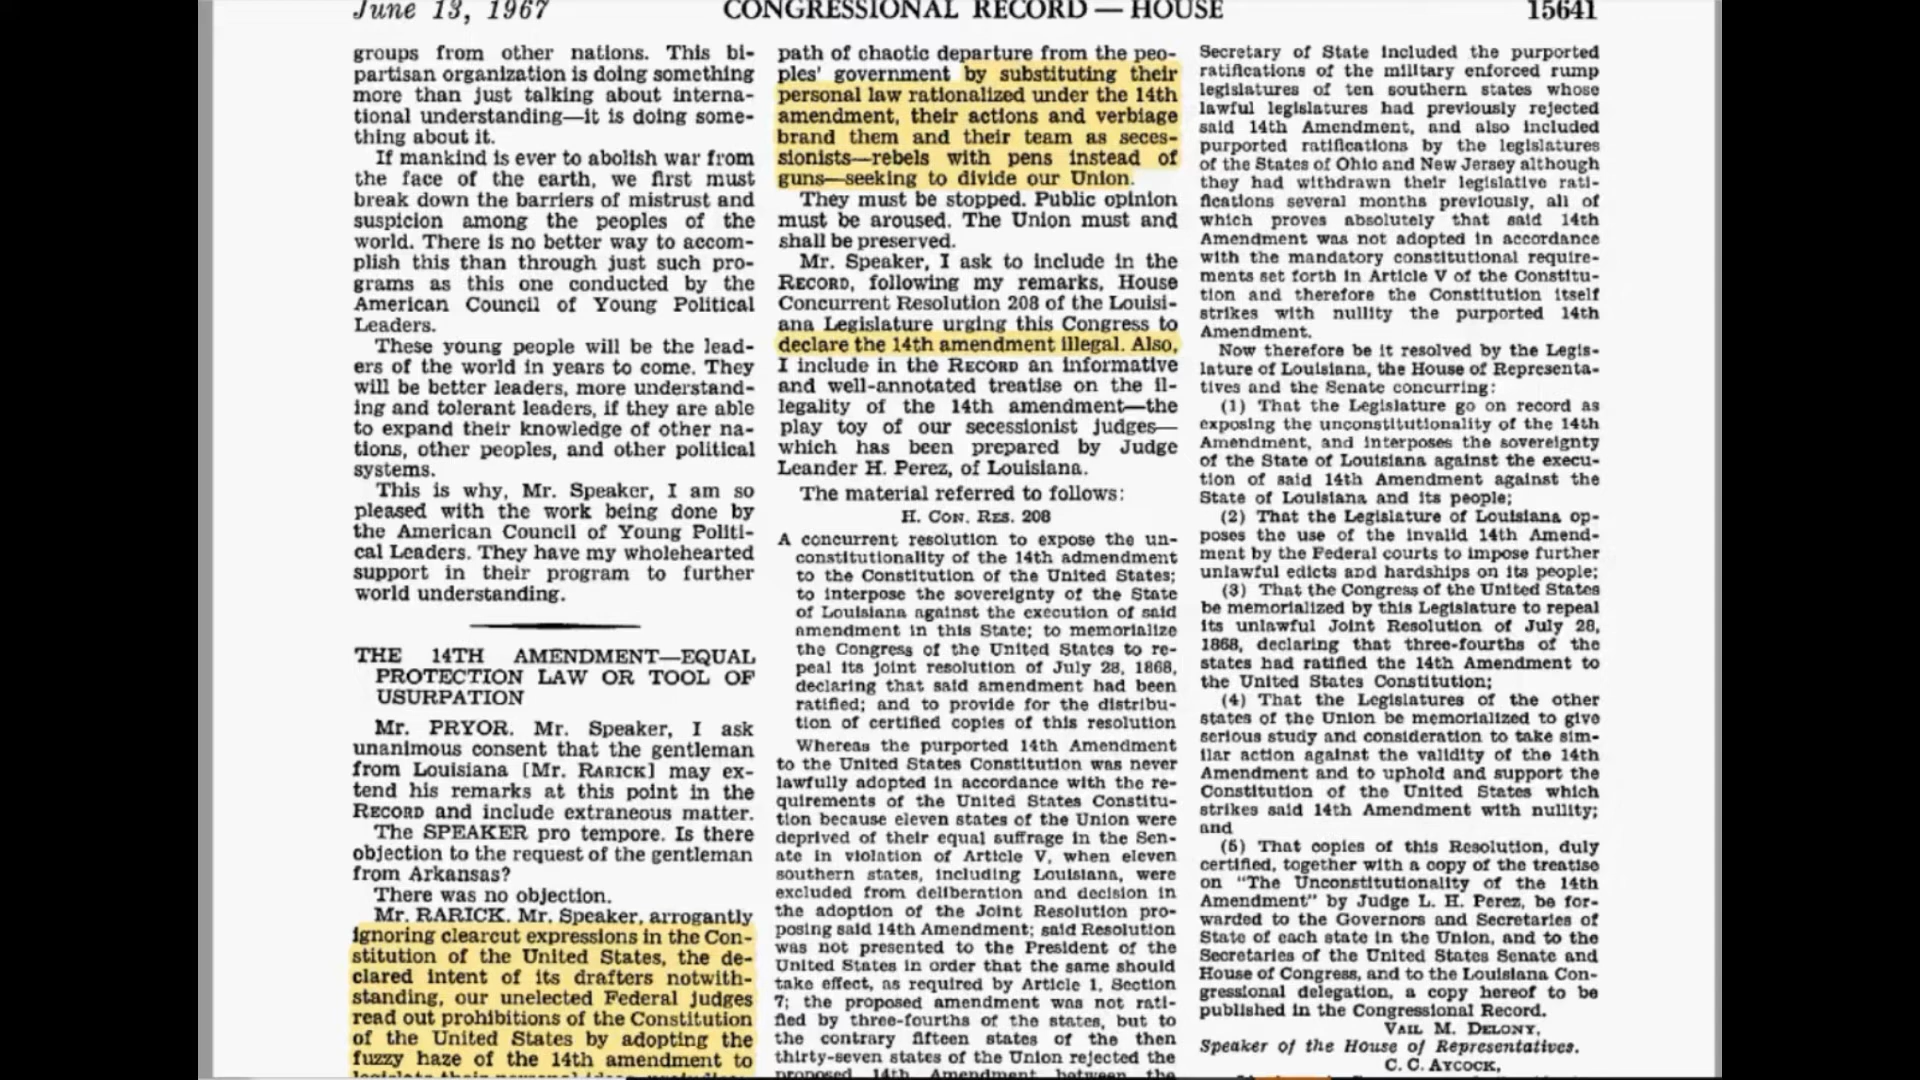 June 13, 1967 CONGRESSIONAL RECORD — HOUSE 15641
groups from other nations. This bi-
partisan organization is doing something
more than just talking about interna-
tional understanding—it is doing some-
thing about it.
If mankind is ever to abolish war from
the face of the earth, we first must
break down the barriers of mistrust and
suspicion among the peoples of the
world. There is no better way to accom-
plish this than through just such pro-
grams as this one conducted by the
American Council of Young Political
Leaders.
These young people will be the lead-
ers of the world in years to come. They
will be better leaders, more understand-
ing and tolerant leaders, if they are able
to expand their knowledge of other na-
tions, other peoples, and other political
systems.
This is why, Mr. Speaker, I am so
pleased with the work being done by
the American Council of Young Politi-
cal Leaders. They have my wholehearted
support in their program to further
world understanding.
THE 14TH AMENDMENT—EQUAL
PROTECTION LAW OR TOOL OF
USURPATION
Mr. PRYOR. Mr. Speaker, I ask
unanimous consent that the gentleman
from Louisiana [Mr. RARICK] may ex-
tend his remarks at this point in the
RECORD and include extraneous matter.
The SPEAKER pro tempore. Is there
objection to the request of the gentleman
from Arkansas?
There was no objection.
Mr. RARICK. Mr. Speaker, arrogantly
ignoring clearcut expressions in the Con-
stitution of the United States, the de-
clared intent of its drafters notwith-
standing, our unelected Federal judges
read out prohibitions of the Constitution
of the United States by adopting the
fuzzy haze of the 14th amendment to
path of chaotic departure from the peo-
ples' government by substituting their
personal law rationalized under the 14th
amendment, their actions and verbiage
brand them and their team as seces-
sionists—rebels with pens instead of
guns—seeking to divide our Union.
They must be stopped. Public opinion
must be aroused. The Union must and
shall be preserved.
Mr. Speaker, I ask to include in the
RECORD, following my remarks, House
Concurrent Resolution 208 of the Louisi-
ana Legislature urging this Congress to
declare the 14th amendment illegal. Also,
I include in the RECORD an informative
and well-annotated treatise on the il-
legality of the 14th amendment—the
play toy of our secessionist judges—
which has been prepared by Judge
Leander H. Perez, of Louisiana.
The material referred to follows:
H. CON. RES. 208
A concurrent resolution to expose the un-
constitutionality of the 14th admendment
to the Constitution of the United States;
to interpose the sovereignty of the State
of Louisiana against the execution of said
amendment in this State; to memorialize
the Congress of the United States to re-
peal its joint resolution of July 28, 1868,
declaring that said amendment had been
ratified; and to provide for the distribu-
tion of certified copies of this resolution
Whereas the purported 14th Amendment
to the United States Constitution was never
lawfully adopted in accordance with the re-
quirements of the United States Constitu-
tion because eleven states of the Union were
deprived of their equal suffrage in the Sen-
ate in violation of Article V, when eleven
southern states, including Louisiana, were
excluded from deliberation and decision in
the adoption of the Joint Resolution pro-
posing said 14th Amendment; said Resolution
was not presented to the President of the
United States in order that the same should
take effect, as required by Article 1, Section
7; the proposed amendment was not rati-
fied by three-fourths of the states, but to
the contrary fifteen states of the then
thirty-seven states of the Union rejected the
proposed 14th Amendment between the
Secretary of State included the purported
ratifications of the military enforced rump
legislatures of ten southern states whose
lawful legislatures had previously rejected
said 14th Amendment, and also included
purported ratifications by the legislatures
of the States of Ohio and New Jersey although
they had withdrawn their legislative rati-
fications several months previously, all of
which proves absolutely that said 14th
Amendment was not adopted in accordance
with the mandatory constitutional require-
ments set forth in Article V of the Constitu-
tion and therefore the Constitution itself
strikes with nullity the purported 14th
Amendment.
Now therefore be it resolved by the Legis-
lature of Louisiana, the House of Representa-
tives and the Senate concurring:
(1) That the Legislature go on record as
exposing the unconstitutionality of the 14th
Amendment, and interposes the sovereignty
of the State of Louisiana against the execu-
tion of said 14th Amendment against the
State of Louisiana and its people;
(2) That the Legislature of Louisiana op-
poses the use of the invalid 14th Amend-
ment by the Federal courts to impose further
unlawful edicts and hardships on its people;
(3) That the Congress of the United States
be memorialized by this Legislature to repeal
its unlawful Joint Resolution of July 28,
1868, declaring that three-fourths of the
states had ratified the 14th Amendment to
the United States Constitution;
(4) That the Legislatures of the other
states of the Union be memorialized to give
serious study and consideration to take sim-
ilar action against the validity of the 14th
Amendment and to uphold and support the
Constitution of the United States which
strikes said 14th Amendment with nullity;
and
(5) That copies of this Resolution, duly
certified, together with a copy of the treatise
on "The Unconstitutionality of the 14th
Amendment" by Judge L. H. Perez, be for-
warded to the Governors and Secretaries of
State of each state in the Union, and to the
Secretaries of the United States Senate and
House of Congress, and to the Louisiana Con-
gressional delegation, a copy hereof to be
published in the Congressional Record.
VAIL M. DELONY,
Speaker of the House of Representatives.
C. C. AYCOCK,